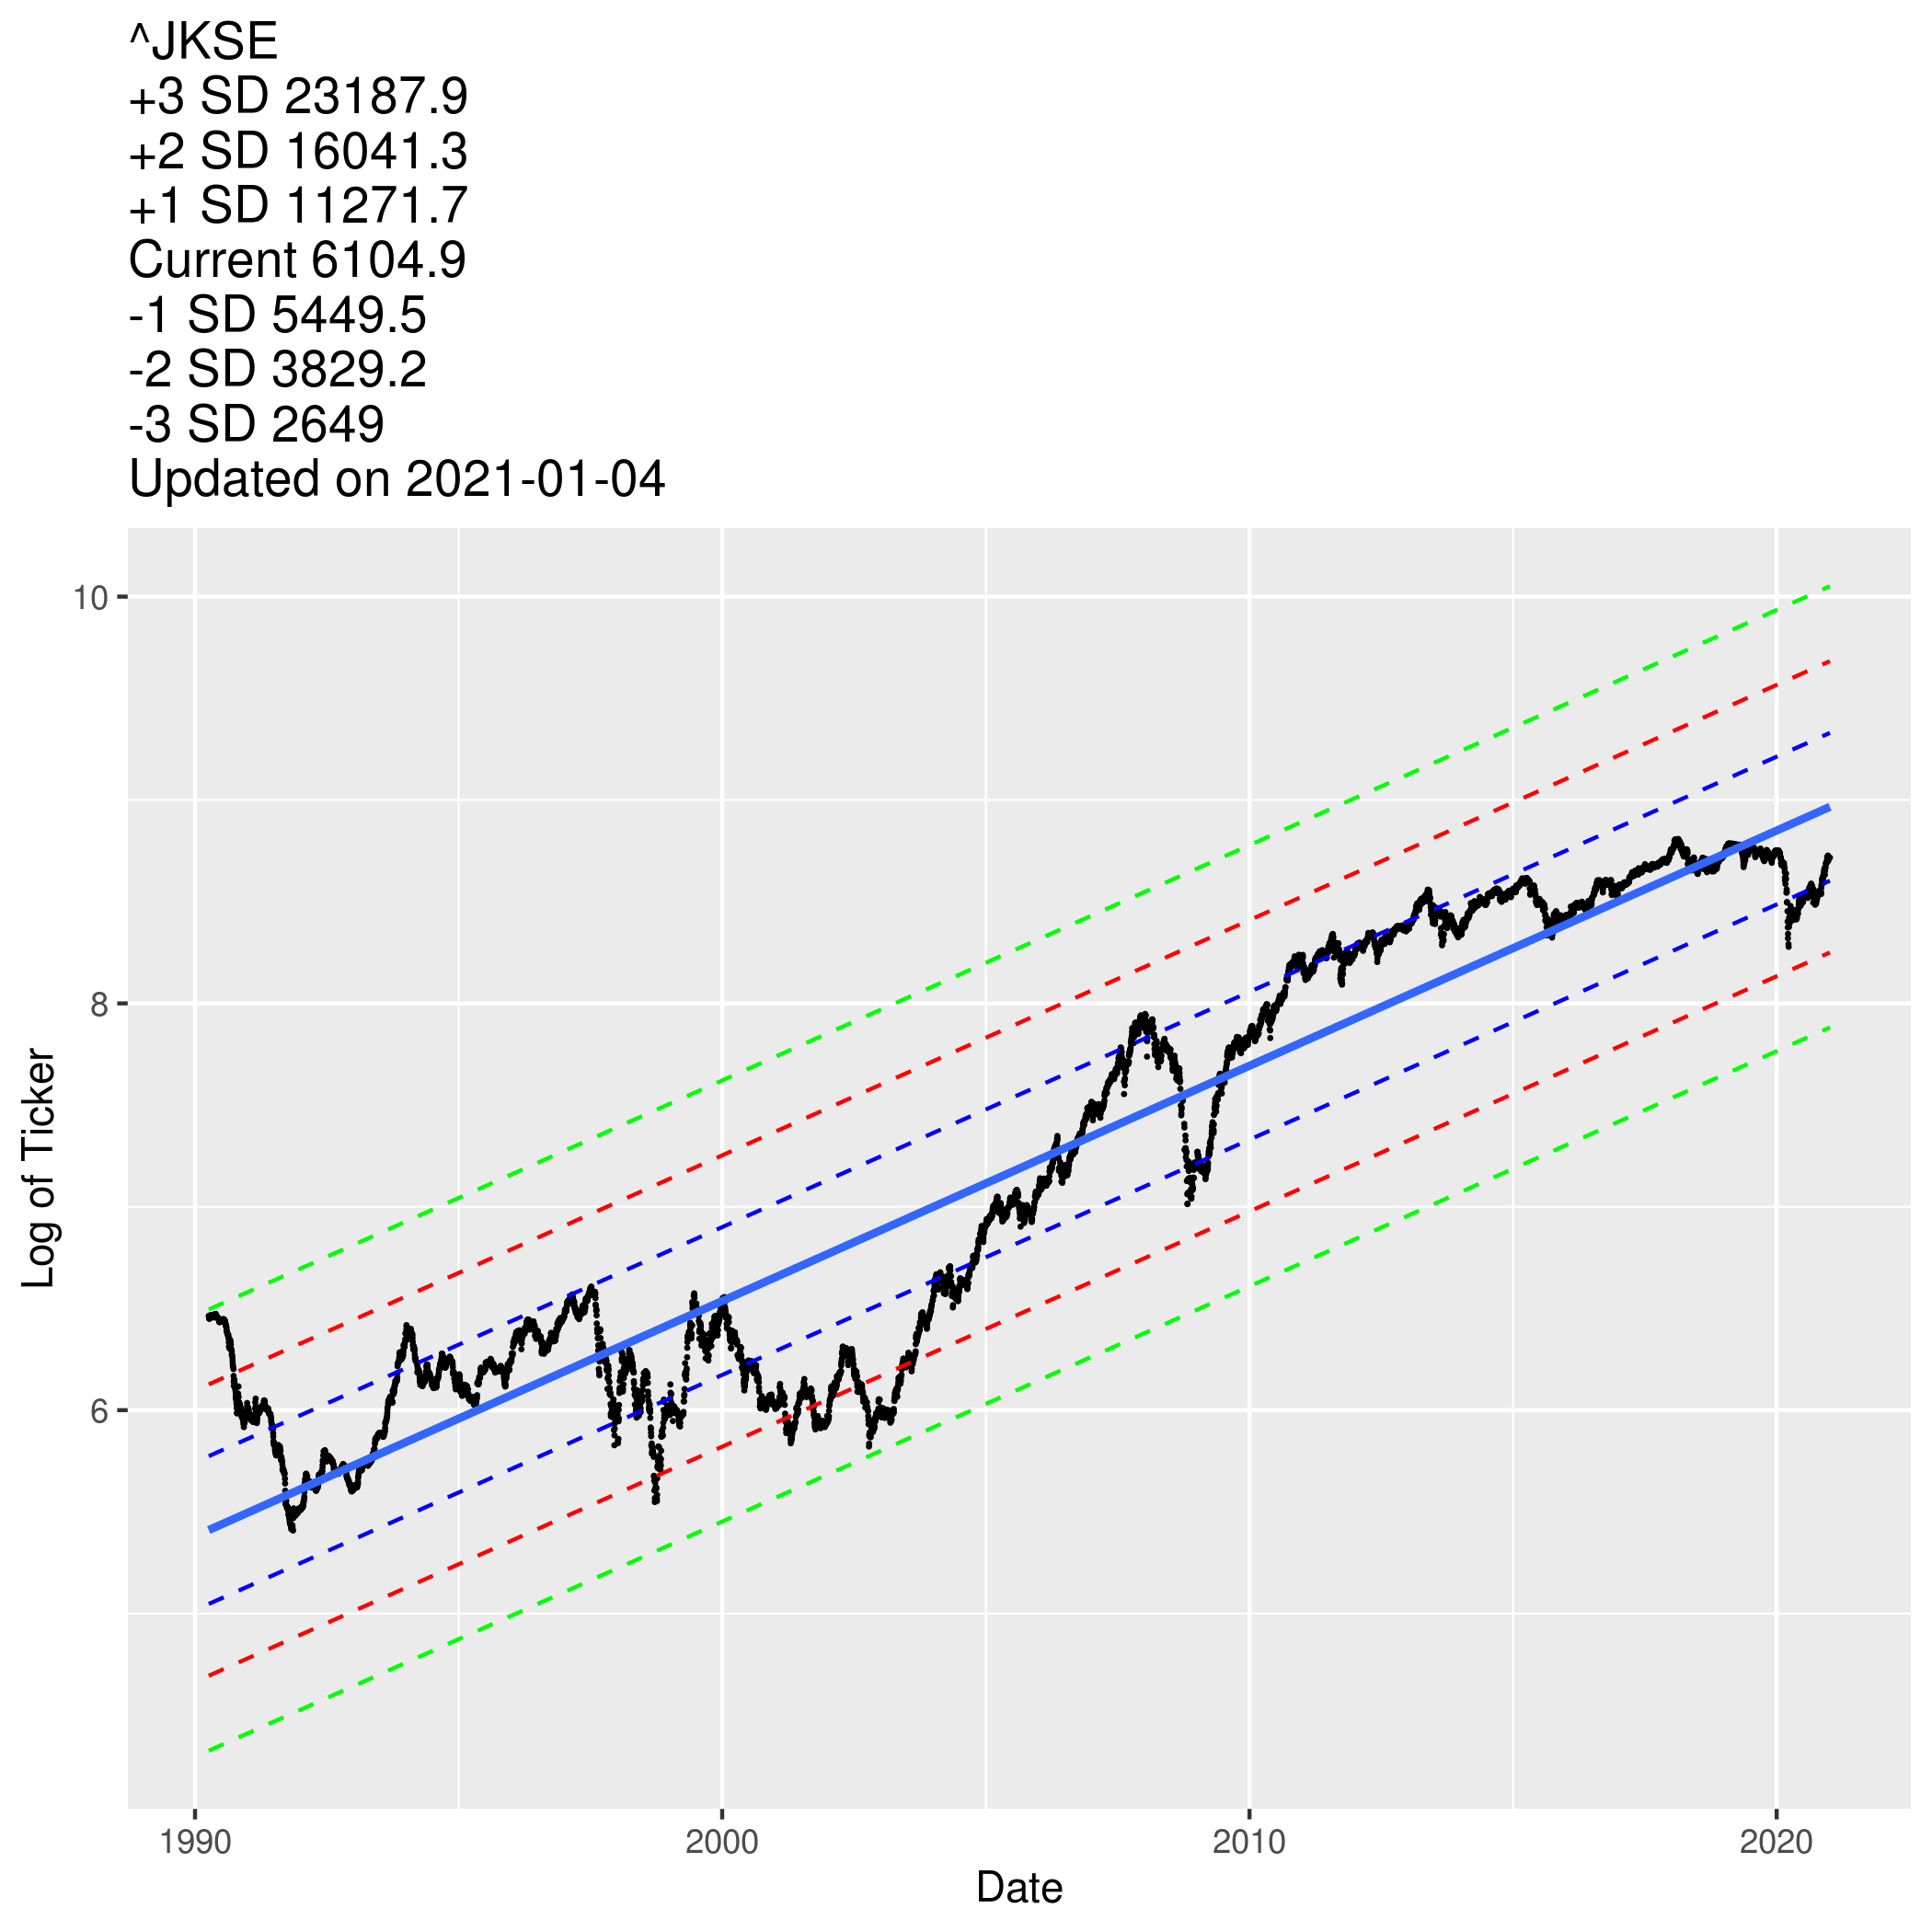 ^JKSE
+3 SD 23187.9
+2 SD 16041.3
+1 SD 11271.7
Current 6104.9
-1 SD 5449.5
-2 SD 3829.2
-3 SD 2649
Updated on 2021-01-04
10
8
6
Log of Ticker
1990 2000 2010 2020
Date